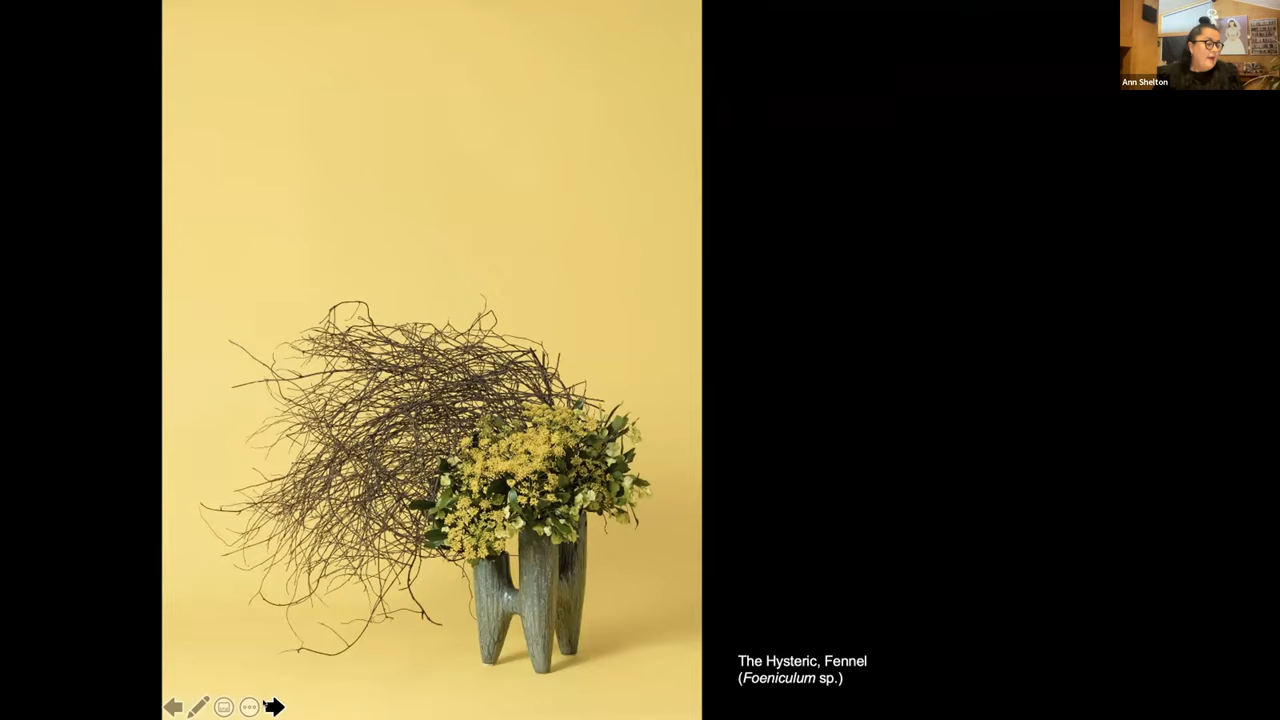 Ann Shelton
The Hysteric, Fennel
(Foeniculum sp.)